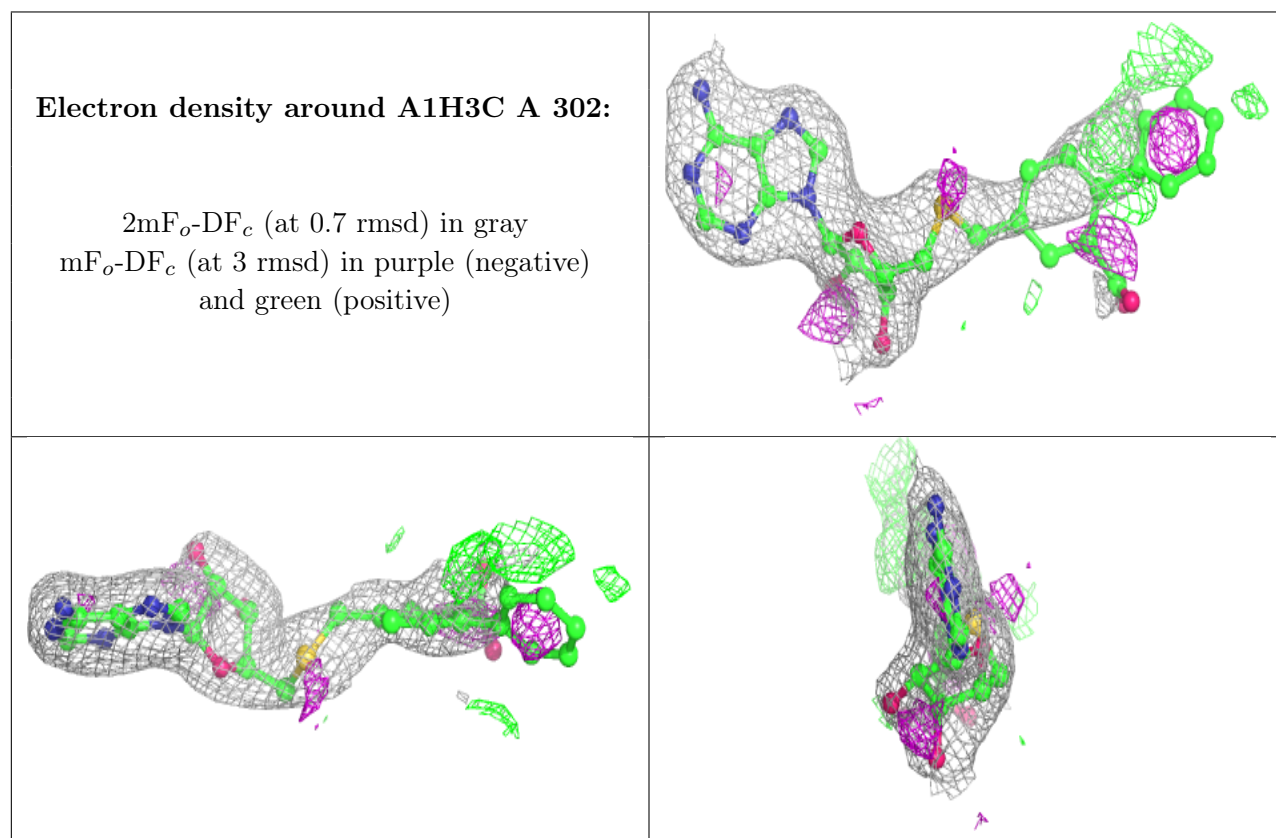 Electron density around A1H3C A 302:
2mFo-DFc (at 0.7 rmsd) in gray
mFo-DFc (at 3 rmsd) in purple (negative)
and green (positive)